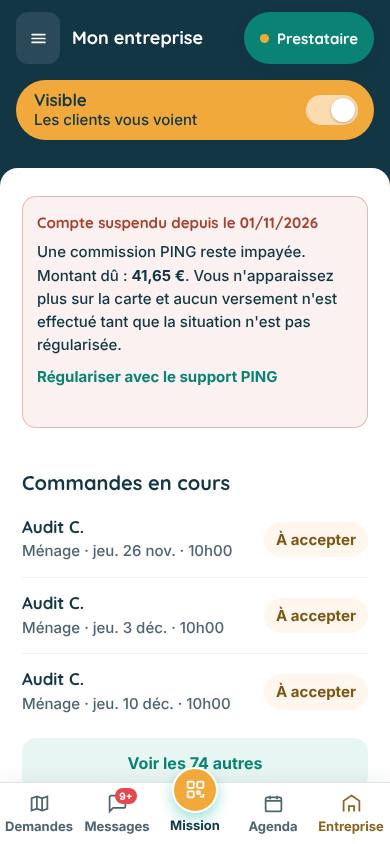 Mon entreprise
Prestataire
Visible
Les clients vous voient
Compte suspendu depuis le 01/11/2026
Une commission PING reste impayée.
Montant dû : 41,65 €. Vous n'apparaissez
plus sur la carte et aucun versement n'est
effectué tant que la situation n'est pas
régularisée.
Régulariser avec le support PING
Commandes en cours
Audit C.
Ménage · jeu. 26 nov. · 10h00
À accepter
Audit C.
Ménage · jeu. 3 déc. · 10h00
À accepter
Audit C.
Ménage · jeu. 10 déc. · 10h00
À accepter
Voir les 74 autres
9+
Demandes
Messages
Mission
Agenda
Entreprise